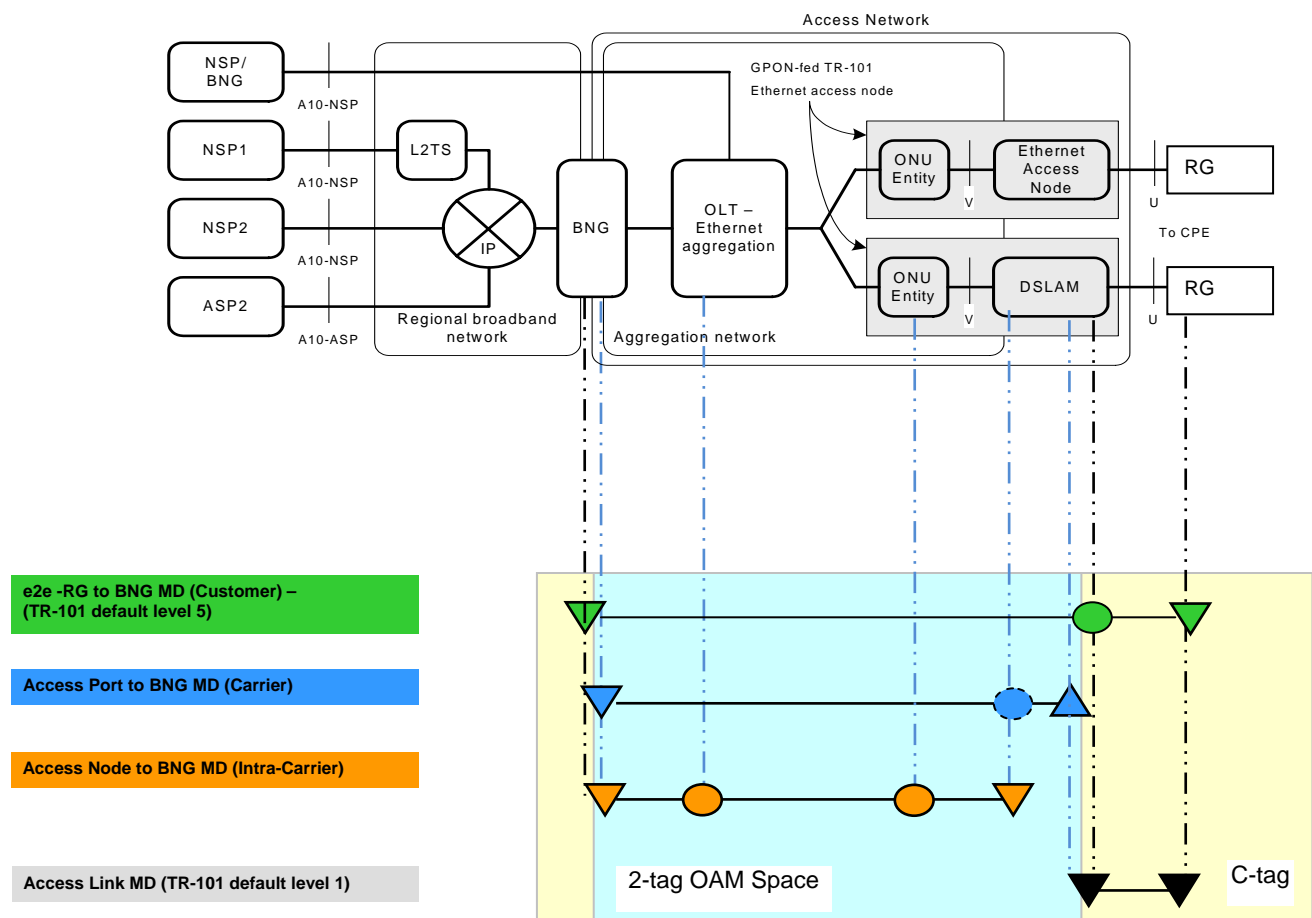 Access Network
NSP/
BNG
A10-NSP
GPON-fed TR-101
Ethernet access node
NSP1
A10-NSP
L2TS
ONU
Entity
V
Ethernet
Access
Node
U
RG
NSP2
A10-NSP
IP
BNG
OLT –
Ethernet
aggregation
To CPE
ASP2
A10-ASP
ONU
Entity
V
DSLAM
U
RG
Regional broadband
network
Aggregation network
e2e -RG to BNG MD (Customer) –
(TR-101 default level 5)
Access Port to BNG MD (Carrier)
Access Node to BNG MD (Intra-Carrier)
Access Link MD (TR-101 default level 1)
2-tag OAM Space
C-tag